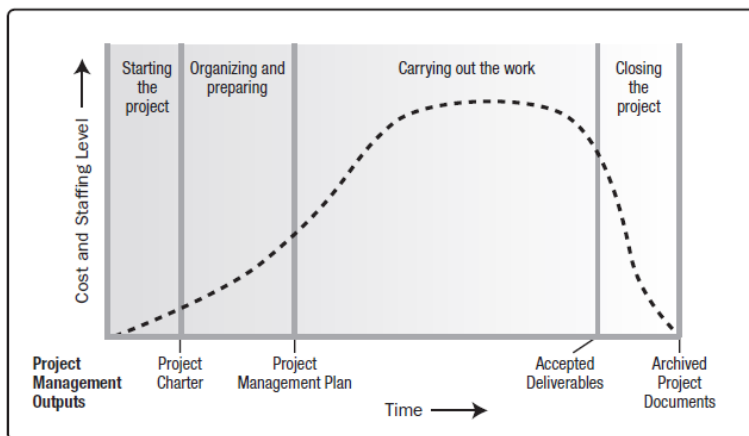 Starting
the
project
Organizing and
preparing
Carrying out the work
Closing
the
project
Cost and Staffing Level
Project
Management
Outputs
Project
Charter
Project
Management Plan
Accepted
Deliverables
Archived
Project
Documents
Time